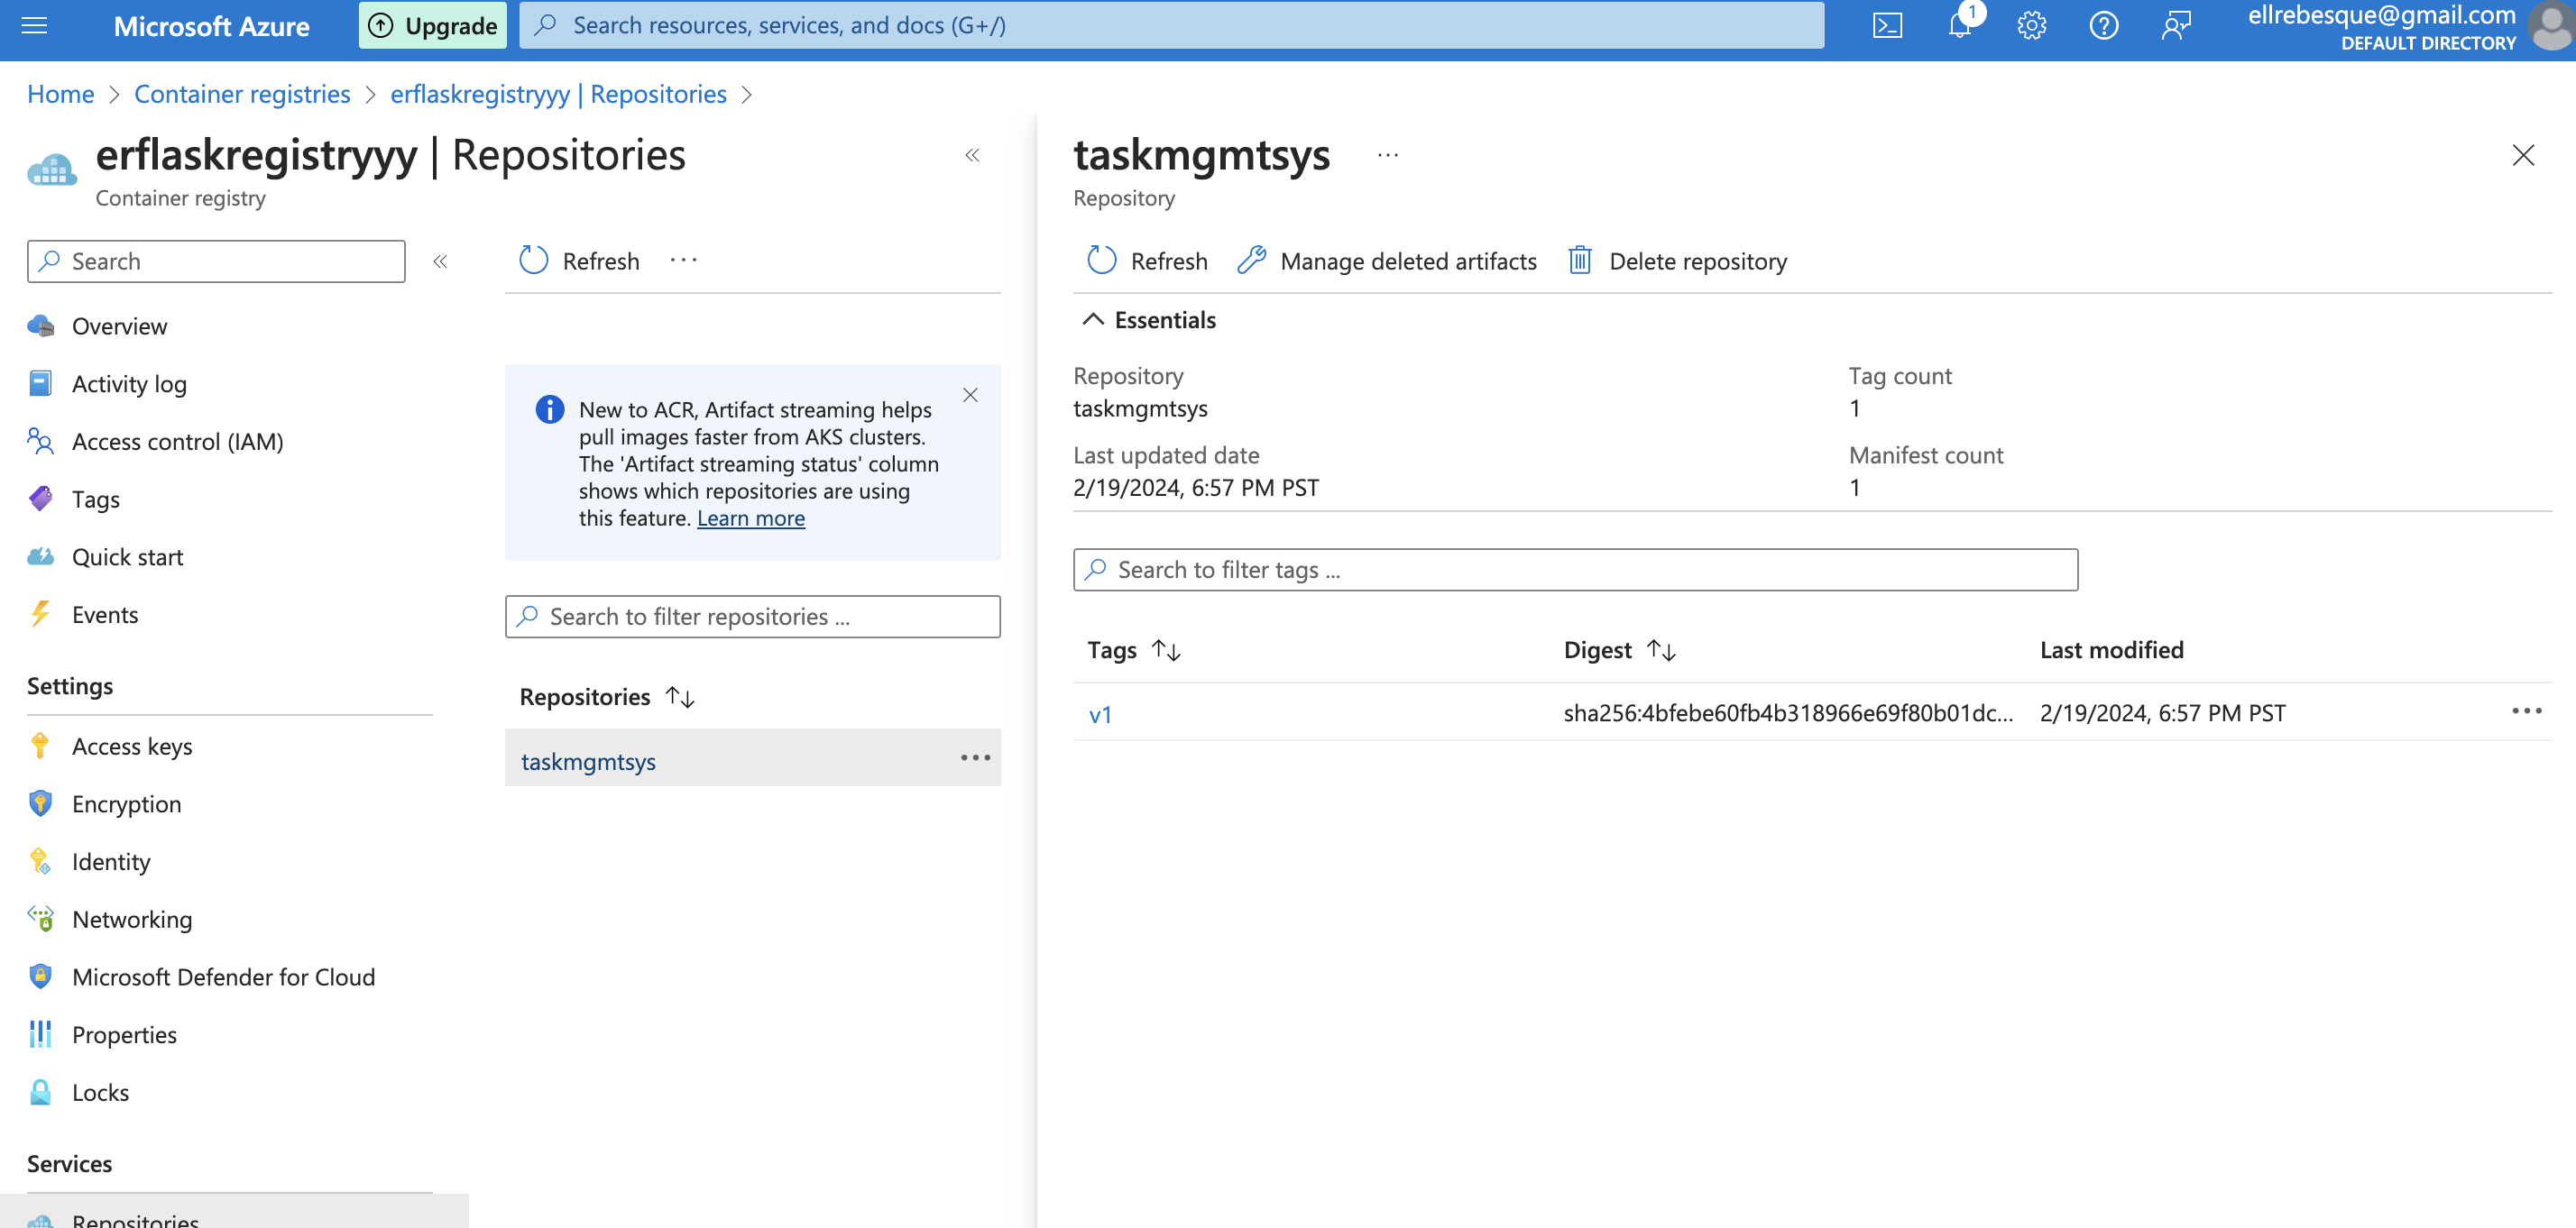 Microsoft Azure
Upgrade
Search resources, services, and docs (G+/)
1
ellrebesque@gmail.com
DEFAULT DIRECTORY
Home > Container registries > erflaskregistryyy | Repositories >
erflaskregistryyy | Repositories
Container registry
Search
Overview
Activity log
Access control (IAM)
Tags
Quick start
Events
Settings
Access keys
Encryption
Identity
Networking
Microsoft Defender for Cloud
Properties
Locks
Services
Repositories
Refresh
New to ACR, Artifact streaming helps
pull images faster from AKS clusters.
The 'Artifact streaming status' column
shows which repositories are using
this feature. Learn more
Search to filter repositories ...
Repositories
taskmgmtsys
taskmgmtsys
Repository
Refresh
Manage deleted artifacts
Delete repository
Essentials
Repository
taskmgmtsys
Tag count
1
Last updated date
2/19/2024, 6:57 PM PST
Manifest count
1
Search to filter tags ...
Tags Digest Last modified
v1 sha256:4bfebe60fb4b318966e69f80b01dc... 2/19/2024, 6:57 PM PST